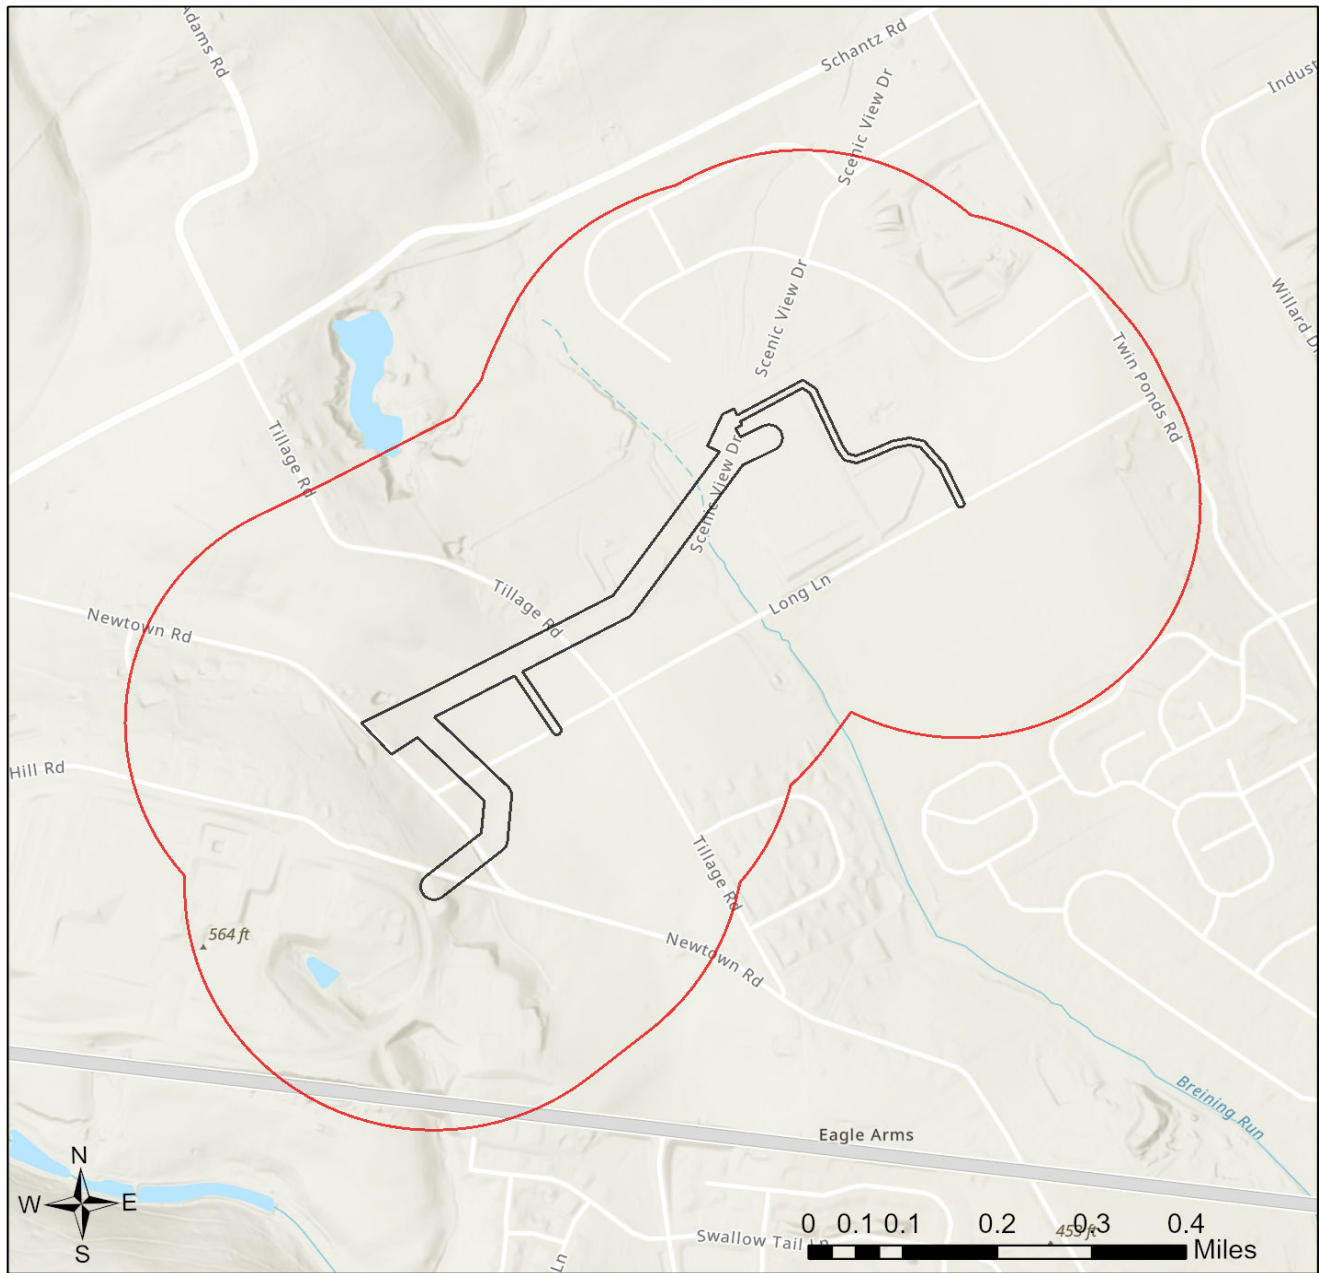 Adams Rd
Schantz Rd
Scenic View Dr
Indust
Scenic View Dr
Willard Dr
Twin Ponds Rd
Tillage Rd
Scenic View Dr
Tillage Rd
Long Ln
Newtown Rd
Hill Rd
Tillage Rd
564 ft
Newtown Rd
Breining Run
Eagle Arms
N
W E
S
Swallow Tail Ln
453 ft
Ln
0 0.1 0.1 0.2 0.3 0.4
Miles